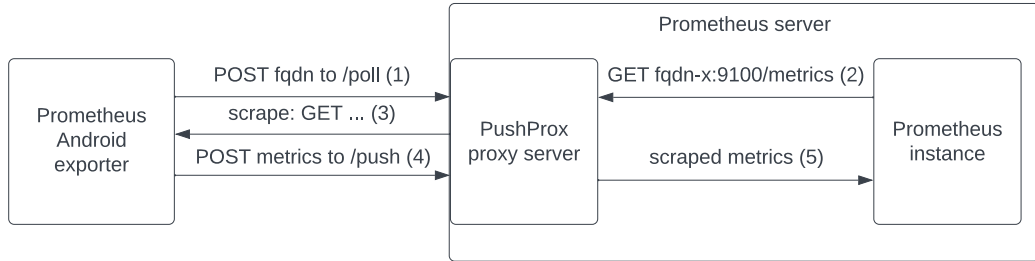 Prometheus server
POST fqdn to /poll (1)
GET fqdn-x:9100/metrics (2)
scrape: GET ... (3)
Prometheus
Android
exporter
PushProx
proxy server
Prometheus
instance
POST metrics to /push (4)
scraped metrics (5)